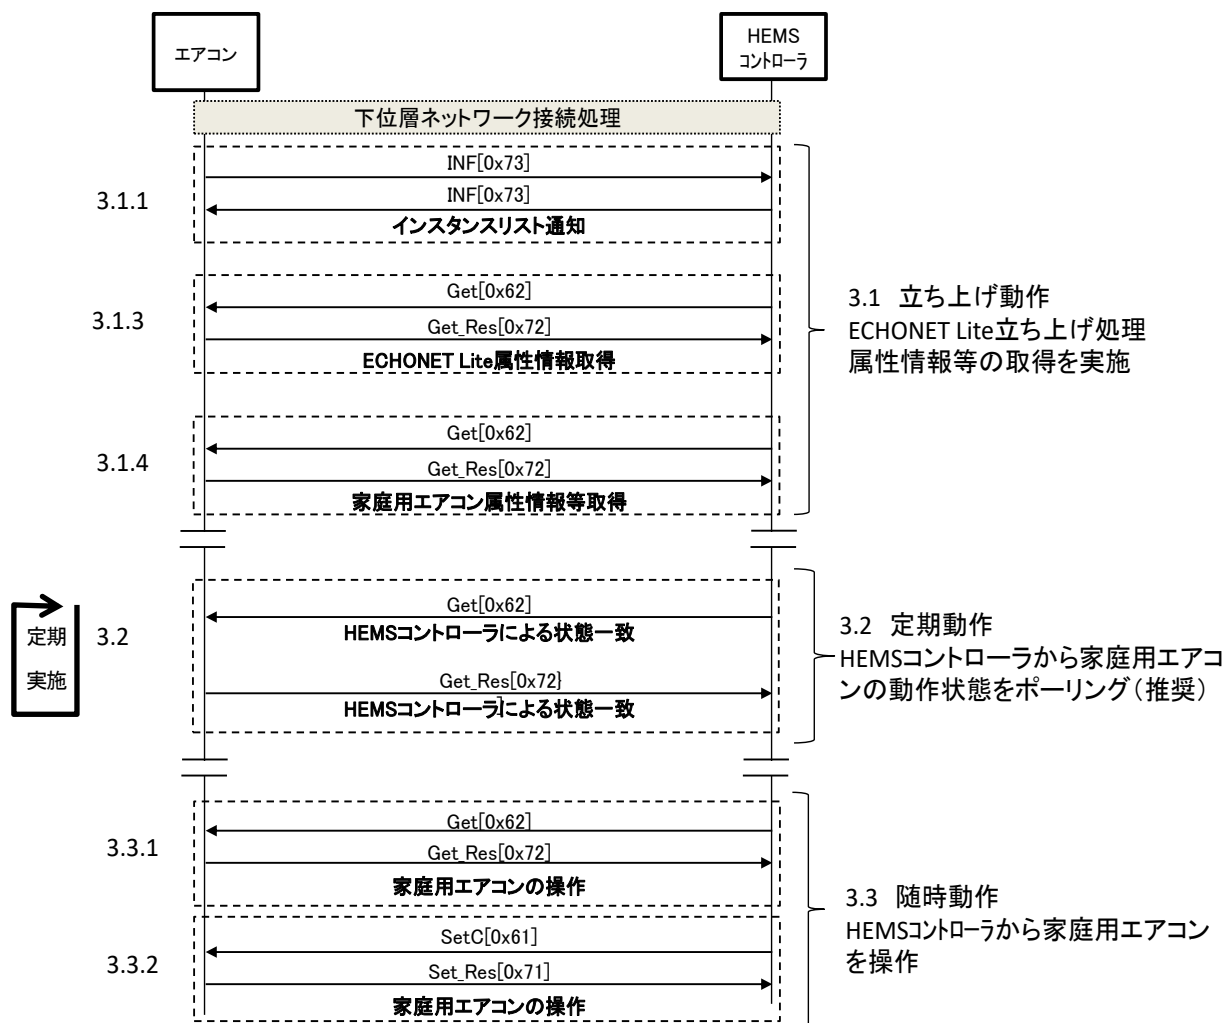 エアコン
HEMS
コントローラ
下位層ネットワーク接続処理
3.1.1
INF[0x73]
INF[0x73]
インスタンスリスト通知
3.1.3
Get[0x62]
Get_Res[0x72]
ECHONET Lite属性情報取得
3.1 立ち上げ動作
ECHONET Lite立ち上げ処理
属性情報等の取得を実施
3.1.4
Get[0x62]
Get_Res[0x72]
家庭用エアコン属性情報等取得
定期
実施
3.2
Get[0x62]
HEMSコントローラによる状態一致
Get_Res[0x72}
HEMSコントローラによる状態一致
3.2 定期動作
HEMSコントローラから家庭用エアコ
ンの動作状態をポーリング（推奨）
3.3.1
Get[0x62]
Get_Res[0x72]
家庭用エアコンの操作
3.3.2
SetC[0x61]
Set_Res[0x71]
家庭用エアコンの操作
3.3 随時動作
HEMSコントローラから家庭用エアコン
を操作